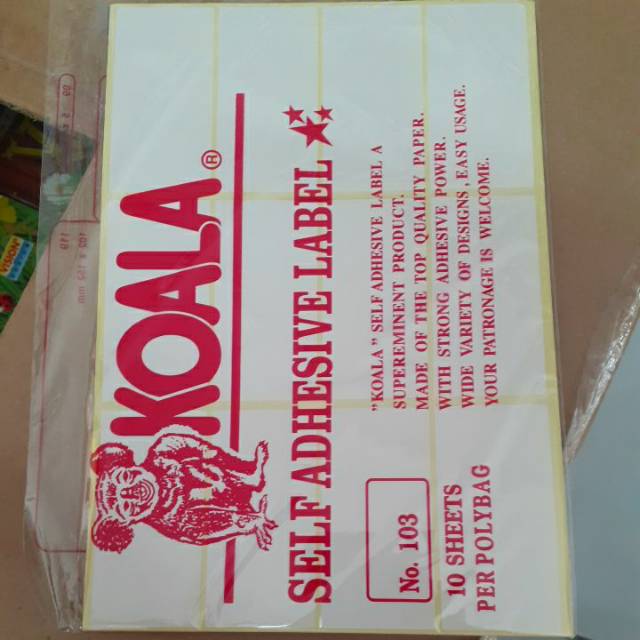 KOALA ®
SELF ADHESIVE LABEL
"KOALA" SELF ADHESIVE LABEL A
SUPEREMINENT PRODUCT.
MADE OF THE TOP QUALITY PAPER.
WITH STRONG ADHESIVE POWER.
WIDE VARIETY OF DESIGNS, EASY USAGE.
YOUR PATRONAGE IS WELCOME.
No. 103
10 SHEETS
PER POLYBAG
VISION